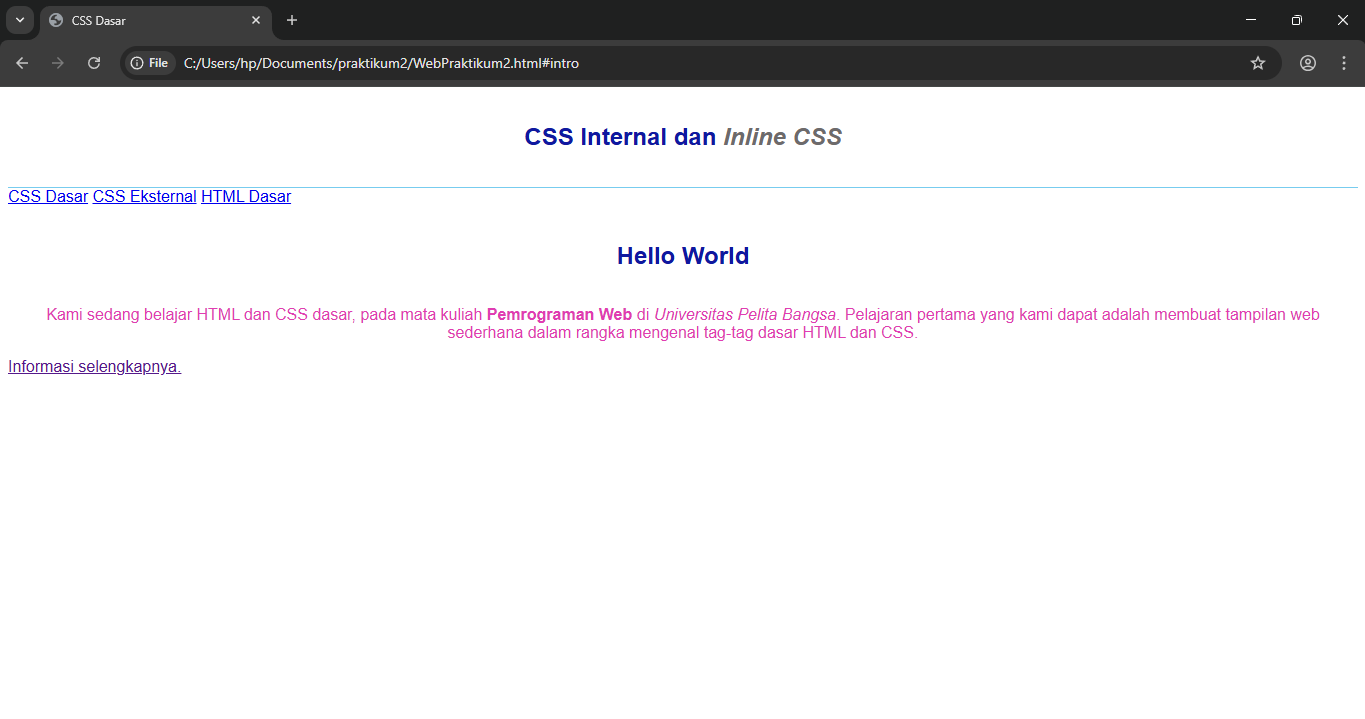 CSS Dasar
File C:/Users/hp/Documents/praktikum2/WebPraktikum2.html#intro
CSS Internal dan Inline CSS
CSS Dasar CSS Eksternal HTML Dasar
Hello World
Kami sedang belajar HTML dan CSS dasar, pada mata kuliah Pemrograman Web di Universitas Pelita Bangsa. Pelajaran pertama yang kami dapat adalah membuat tampilan web
sederhana dalam rangka mengenal tag-tag dasar HTML dan CSS.
Informasi selengkapnya.